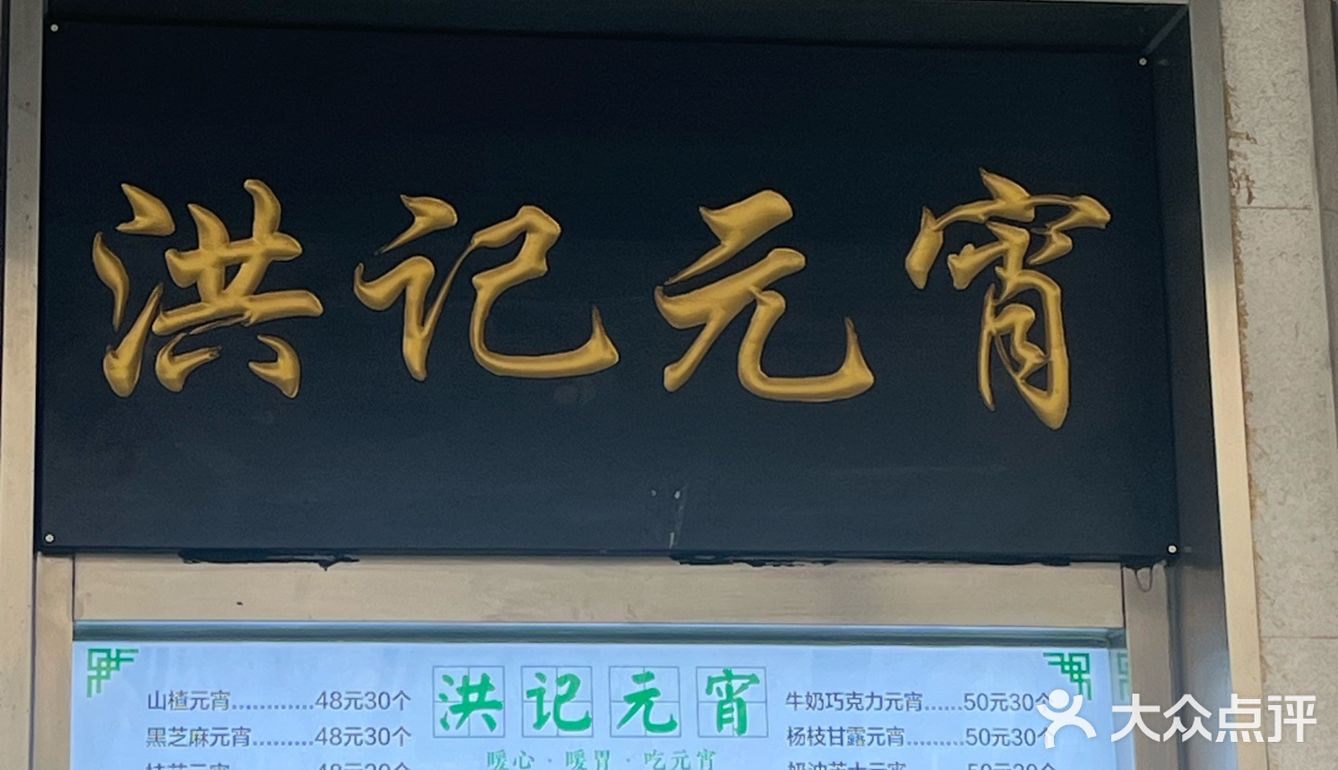 洪记元宵
洪记元宵
暖心·暖胃·吃元宵
山楂元宵............48元30个
黑芝麻元宵.........48元30个
牛奶巧克力元宵......50元30个
杨枝甘露元宵.........50元30个
大众点评